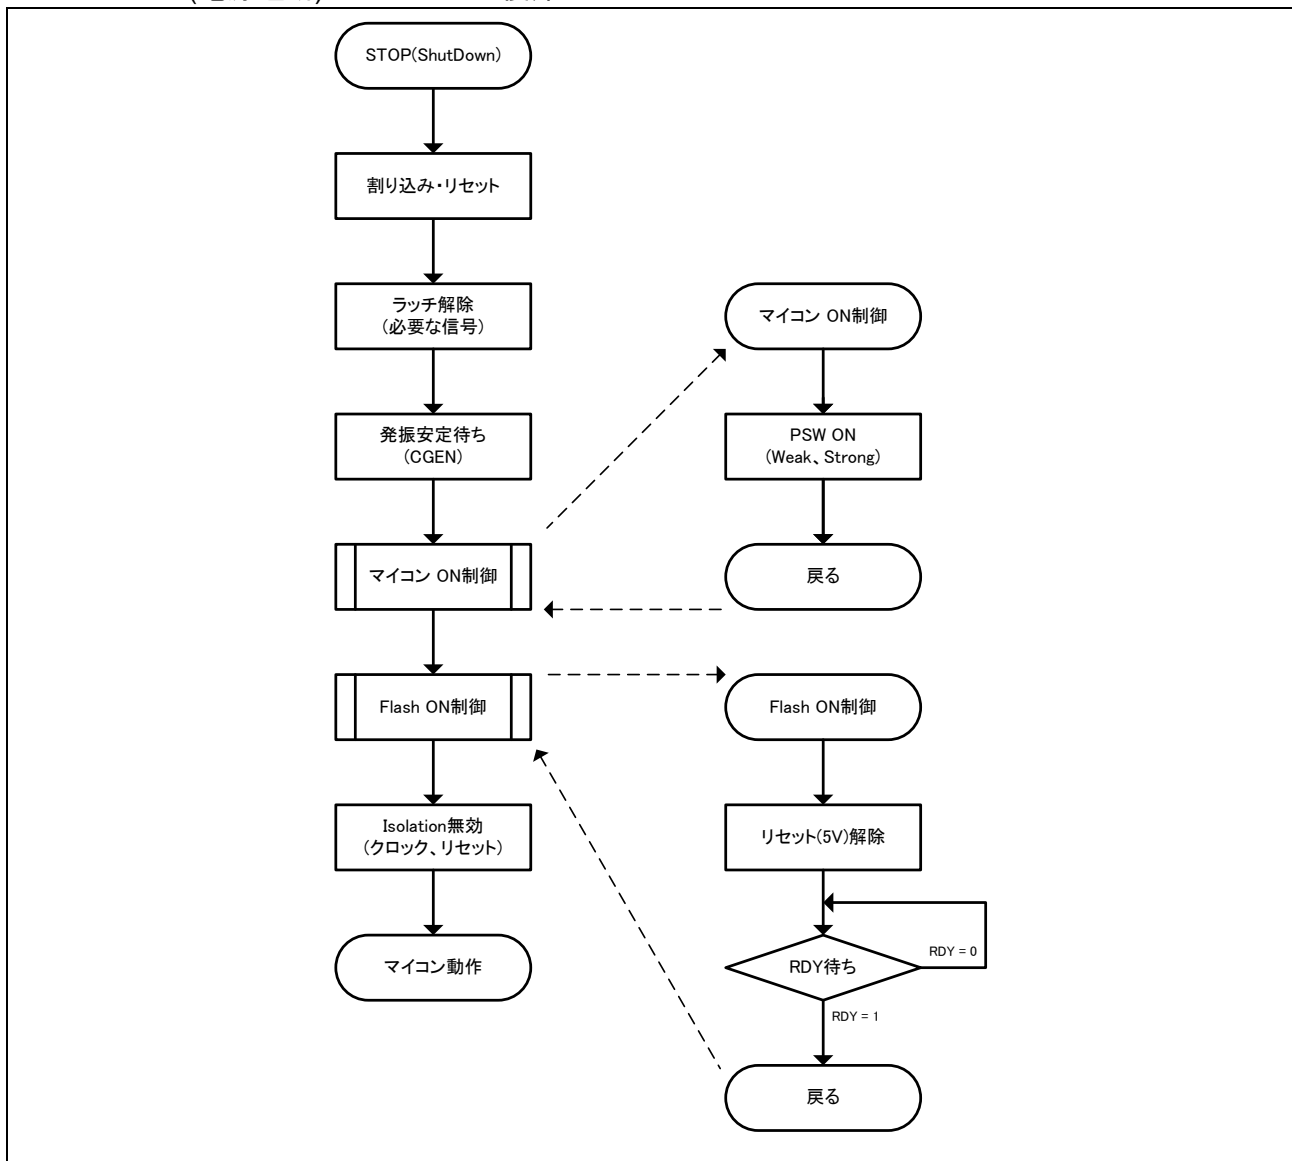 STOP(ShutDown)
割り込み・リセット
ラッチ解除
(必要な信号)
発振安定待ち
(CGEN)
マイコン ON制御
Flash ON制御
Isolation無効
(クロック、リセット)
マイコン動作
マイコン ON制御
PSW ON
(Weak、Strong)
戻る
Flash ON制御
リセット(5V)解除
RDY待ち
RDY = 0
RDY = 1
戻る